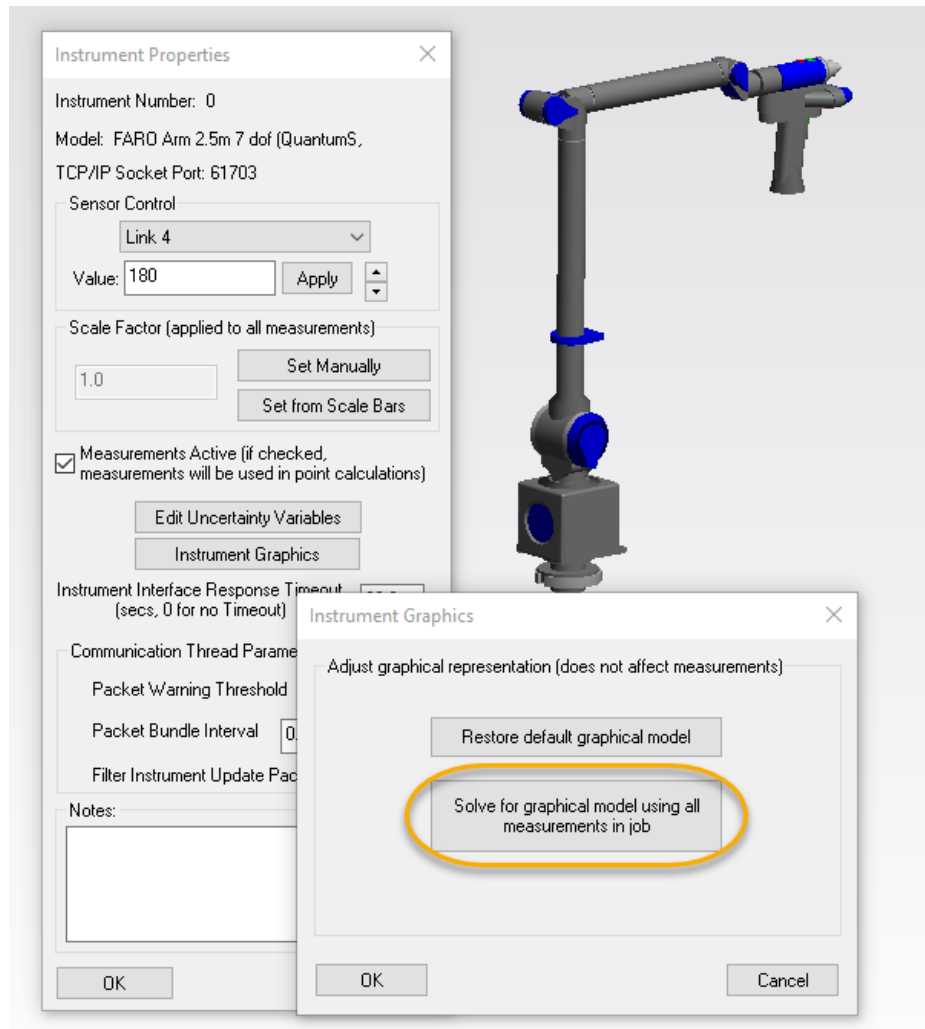 Instrument Properties
Instrument Number: 0
Model: FARO Arm 2.5m 7 dof (QuantumS,
TCP/IP Socket Port: 61703
Sensor Control
Link 4
Value: 180 Apply
Scale Factor (applied to all measurements)
1.0
Set Manually
Set from Scale Bars
Measurements Active (if checked,
measurements will be used in point calculations)
Edit Uncertainty Variables
Instrument Graphics
Instrument Interface Response Timeout
(secs, 0 for no Timeout)
Communication Thread Parame
Packet Warning Threshold
Packet Bundle Interval 0.
Filter Instrument Update Pac
Notes:
OK
Instrument Graphics
Adjust graphical representation (does not affect measurements)
Restore default graphical model
Solve for graphical model using all
measurements in job
OK Cancel